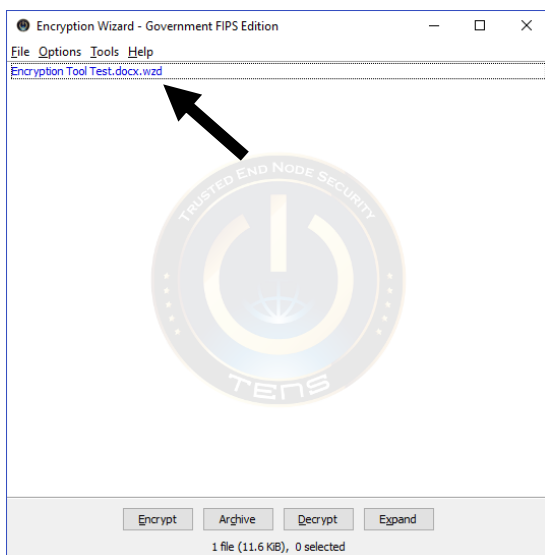 Encryption Wizard - Government FIPS Edition
File Options Tools Help
Encryption Tool Test.docx.wzd
TRUSTED END NODE SECURITY
TENS
Encrypt Archive Decrypt Expand
1 file (11.6 KiB), 0 selected